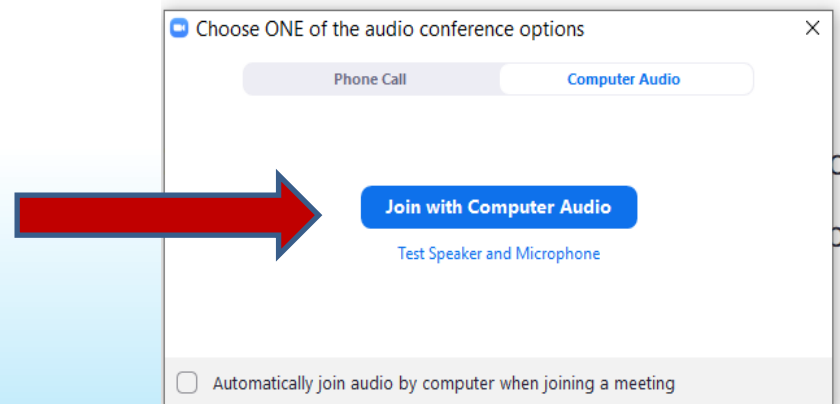 Choose ONE of the audio conference options
Phone Call Computer Audio
Join with Computer Audio
Test Speaker and Microphone
Automatically join audio by computer when joining a meeting